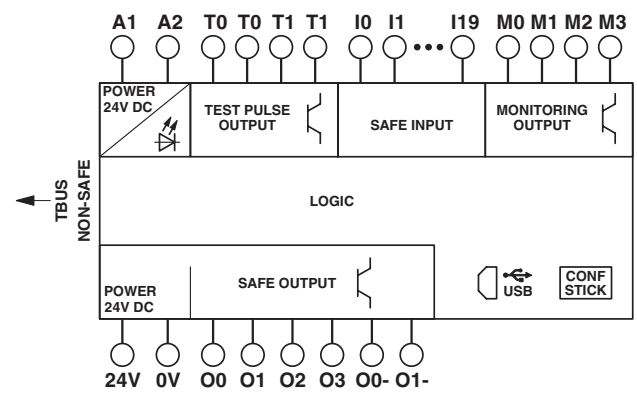 A1 A2 T0 T0 T1 T1 I0 I1 ••• I19 M0 M1 M2 M3
POWER
24V DC
TEST PULSE
OUTPUT
SAFE INPUT
MONITORING
OUTPUT
TBUS
NON-SAFE
LOGIC
POWER
24V DC
SAFE OUTPUT
USB
CONF
STICK
24V 0V O0 O1 O2 O3 O0- O1-